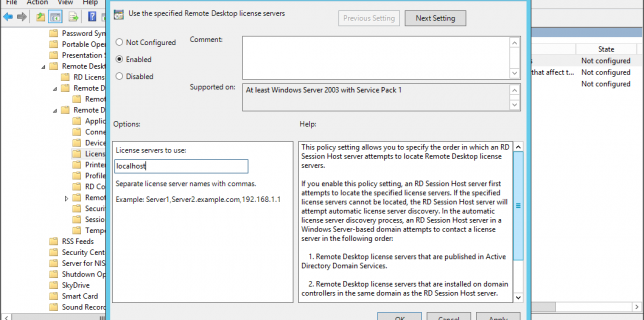 File Action View Help
Use the specified Remote Desktop license servers
Previous Setting
Next Setting
Not Configured
Enabled
Disabled
Comment:
Supported on:
At least Windows Server 2003 with Service Pack 1
Options:
Help:
License servers to use:
localhost
Separate license server names with commas.
Example: Server1,Server2.example.com,192.168.1.1
This policy setting allows you to specify the order in which an RD
Session Host server attempts to locate Remote Desktop license
servers.
If you enable this policy setting, an RD Session Host server first
attempts to locate the specified license servers. If the specified
license servers cannot be located, the RD Session Host server will
attempt automatic license server discovery. In the automatic
license server discovery process, an RD Session Host server in a
Windows Server-based domain attempts to contact a license
server in the following order:
1. Remote Desktop license servers that are published in Active
Directory Domain Services.
2. Remote Desktop license servers that are installed on domain
controllers in the same domain as the RD Session Host server.
OK
Cancel
Apply
Password Syn
Portable Oper
Presentation S
Remote Deskt
RD Licens
Remote D
Remote
Remote D
Applic
Conne
Device
Licens
Printer
Profile
RD Co
Remot
Securit
Session
Tempo
RSS Feeds
Security Cente
Server for NIS
Shutdown Op
SkyDrive
Smart Card
Sound Record
State
s
Not configured
that affect t...
Not configured
Not configured